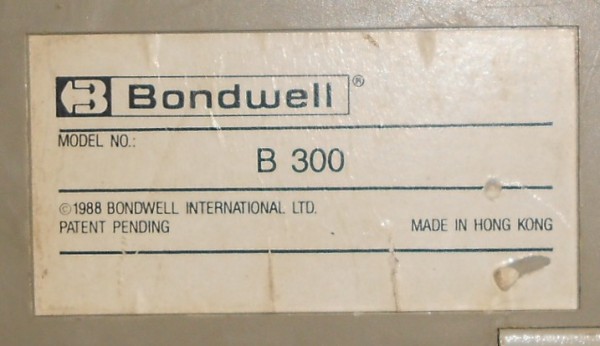 B Bondwell®
MODEL NO.:
B 300
©1988 BONDWELL INTERNATIONAL LTD.
PATENT PENDING MADE IN HONG KONG